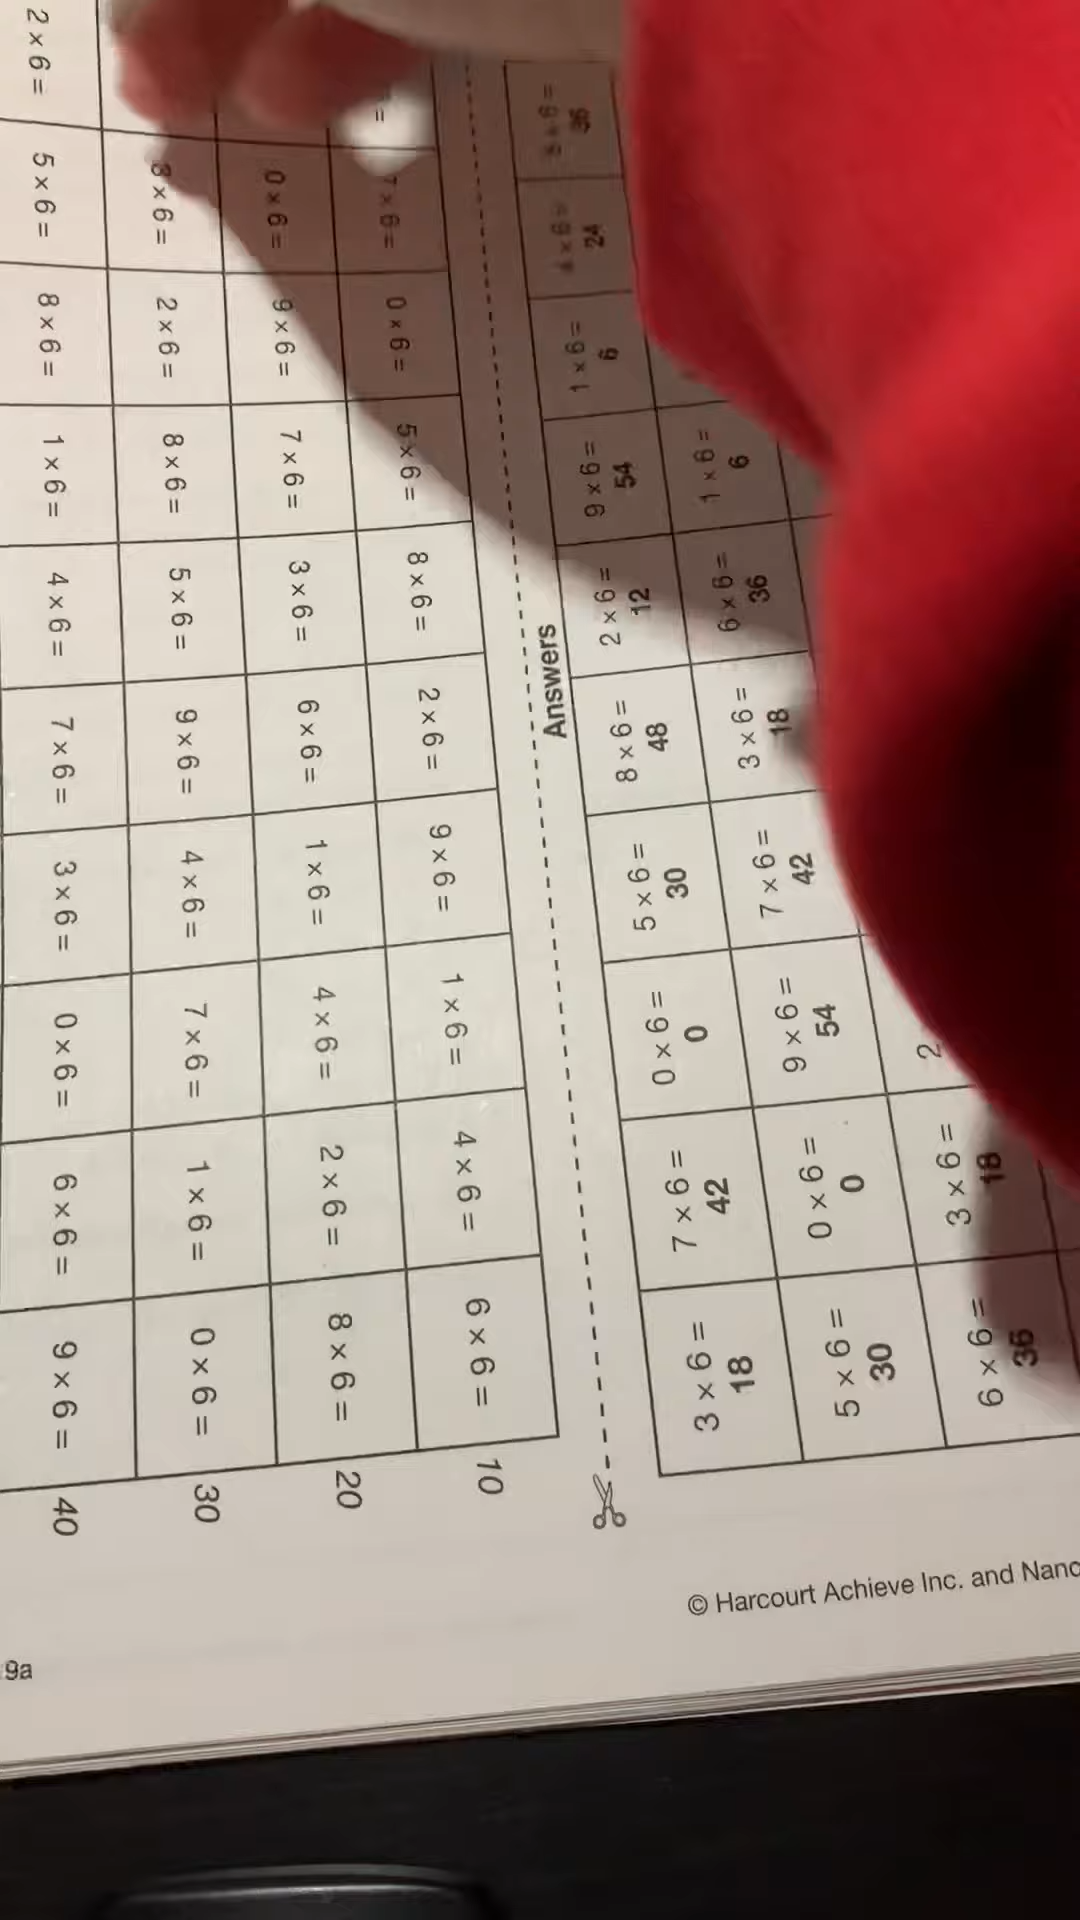 7 × 6 = 0 × 6 = 5 × 6 = 8 × 6 = 2 × 6 = 9 × 6 = 1 × 6 = 4 × 6 = 6 × 6 = 10
0 × 6 = 9 × 6 = 7 × 6 = 3 × 6 = 6 × 6 = 1 × 6 = 4 × 6 = 2 × 6 = 8 × 6 = 20
3 × 6 = 2 × 6 = 8 × 6 = 5 × 6 = 9 × 6 = 4 × 6 = 7 × 6 = 1 × 6 = 0 × 6 = 30
2 × 6 = 5 × 6 = 8 × 6 = 1 × 6 = 4 × 6 = 7 × 6 = 3 × 6 = 0 × 6 = 6 × 6 = 9 × 6 = 40
Answers
3 × 6 = 7 × 6 = 0 × 6 = 5 × 6 = 8 × 6 = 2 × 6 = 9 × 6 = 1 × 6 = 4 × 6 = 6 × 6 =
18 42 0 30 48 12 54 6 24 36
5 × 6 = 0 × 6 = 9 × 6 = 7 × 6 = 3 × 6 = 6 × 6 = 1 × 6 =
30 0 54 42 18 36 6
6 × 6 = 3 × 6 = 2
36 18
© Harcourt Achieve Inc. and Nanc
9a